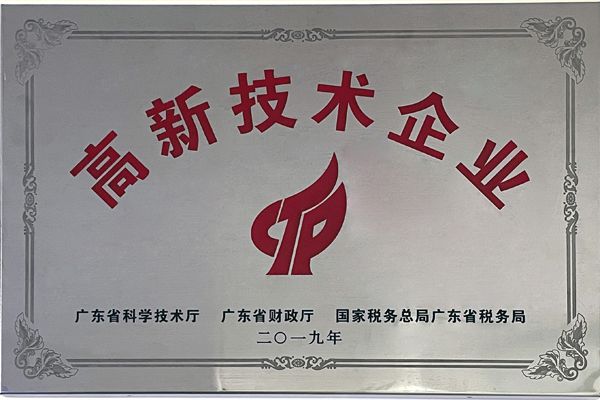 高新技术企业
广东省科学技术厅 广东省财政厅 国家税务总局广东省税务局
二〇一九年